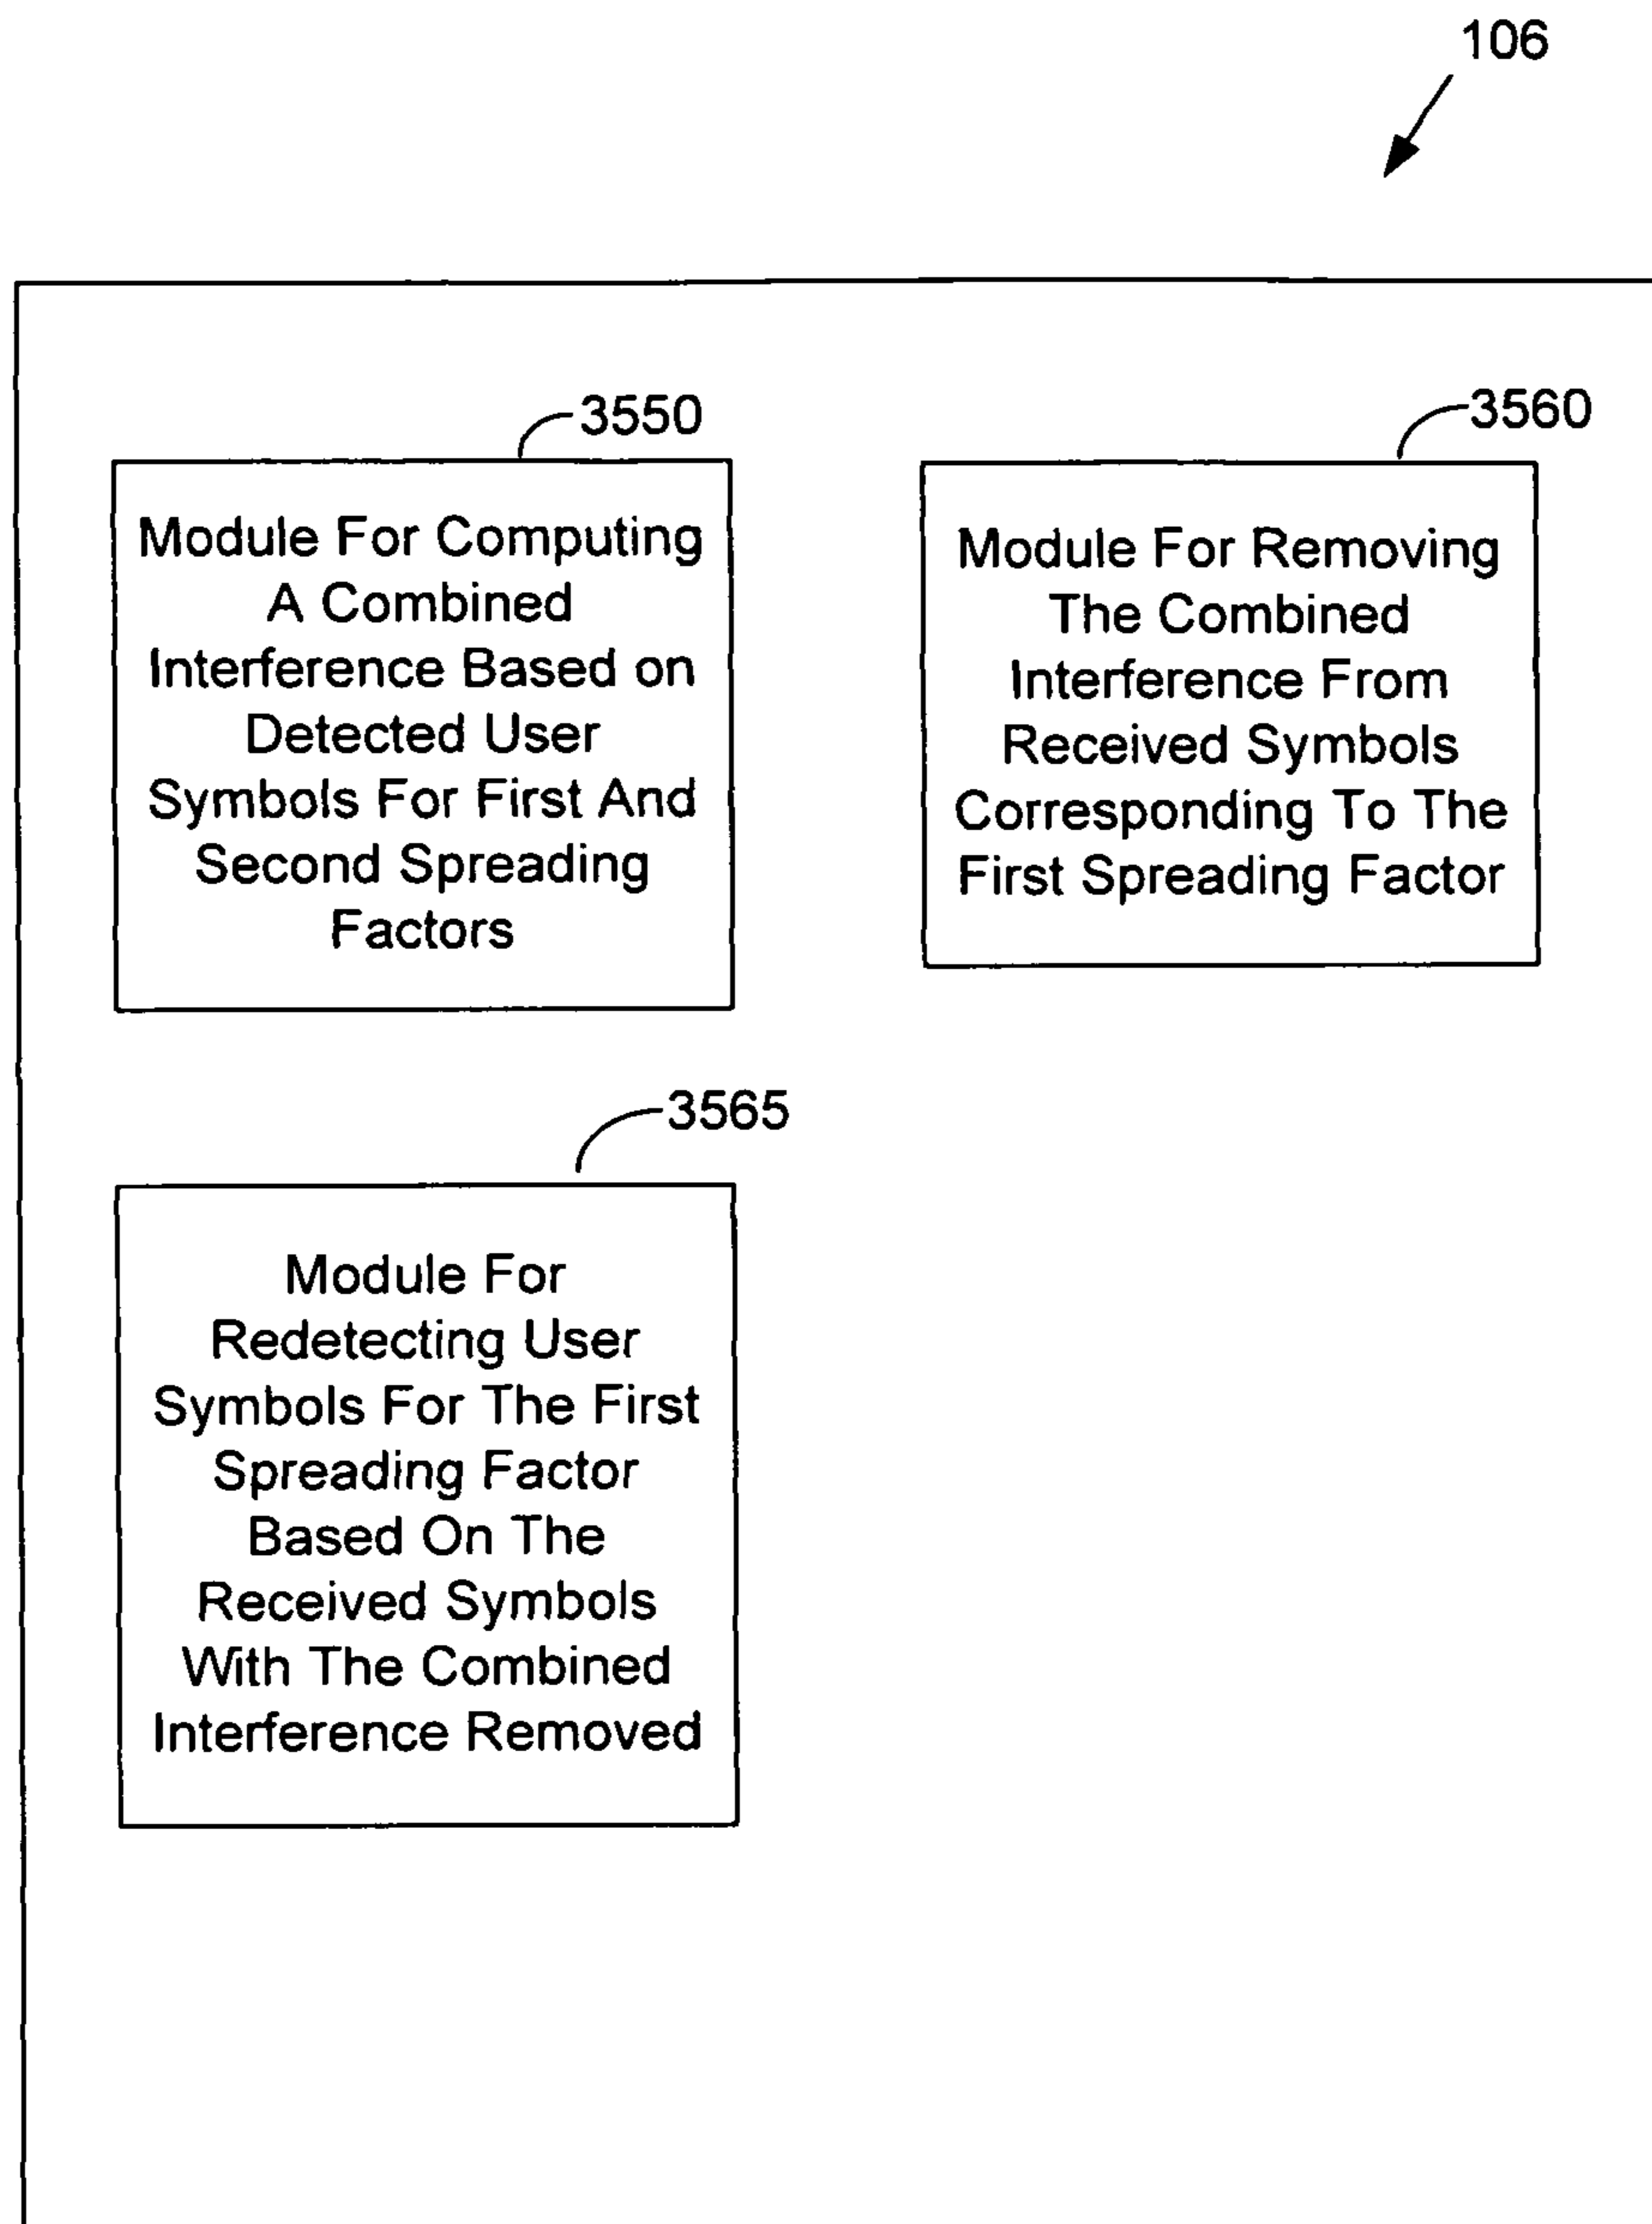 106
3550
Module For Computing
A Combined
Interference Based on
Detected User
Symbols For First And
Second Spreading
Factors
3560
Module For Removing
The Combined
Interference From
Received Symbols
Corresponding To The
First Spreading Factor
3565
Module For
Redetecting User
Symbols For The First
Spreading Factor
Based On The
Received Symbols
With The Combined
Interference Removed